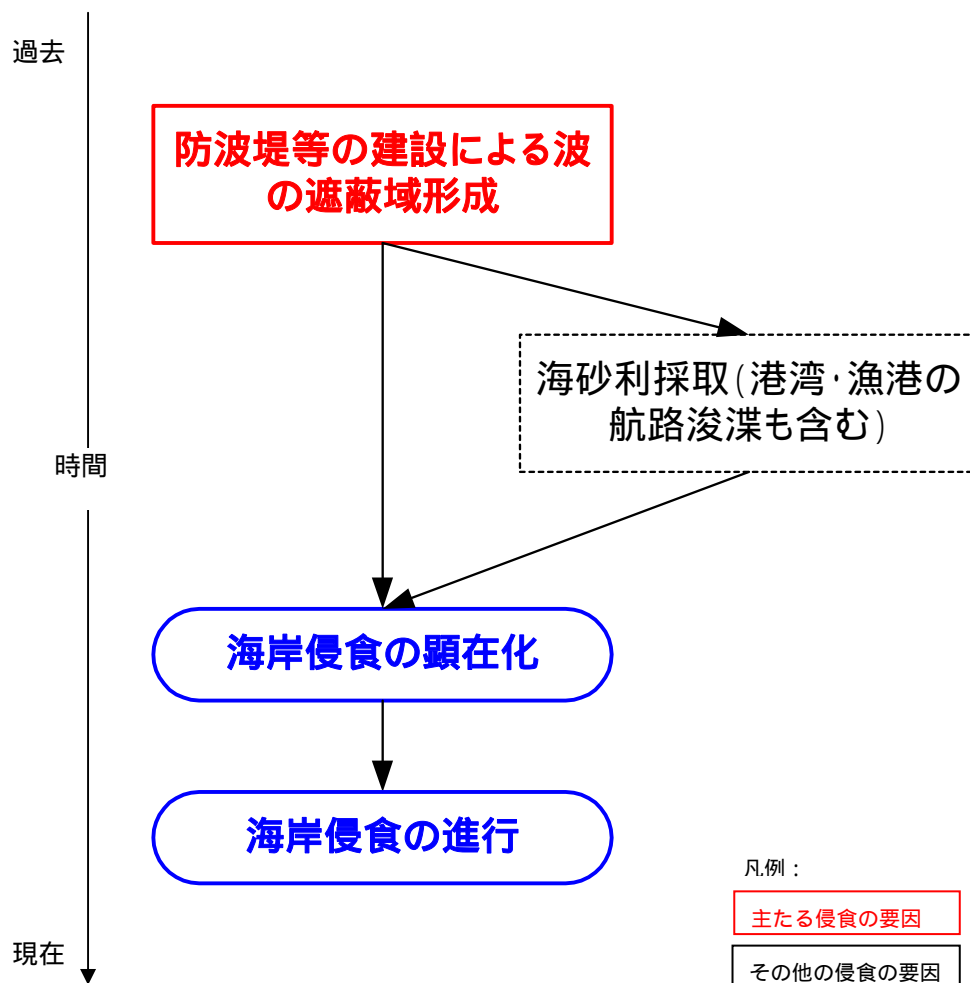 過去
防波堤等の建設による波
の遮蔽域形成
海砂利採取(港湾・漁港の
航路浚渫も含む)
時間
海岸侵食の顕在化
海岸侵食の進行
凡例：
主たる侵食の要因
現在
その他の侵食の要因